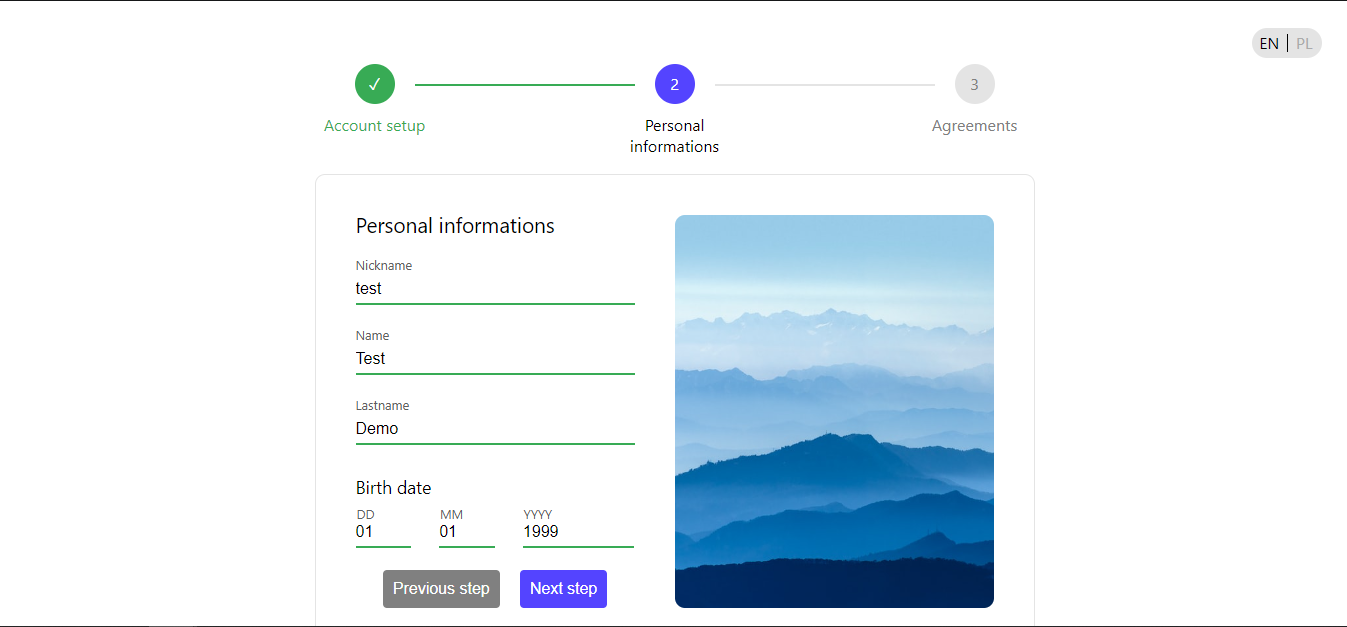 EN | PL
✓ 2 3
Account setup Personal informations Agreements
Personal informations
Nickname
test
Name
Test
Lastname
Demo
Birth date
DD MM YYYY
01 01 1999
Previous step Next step